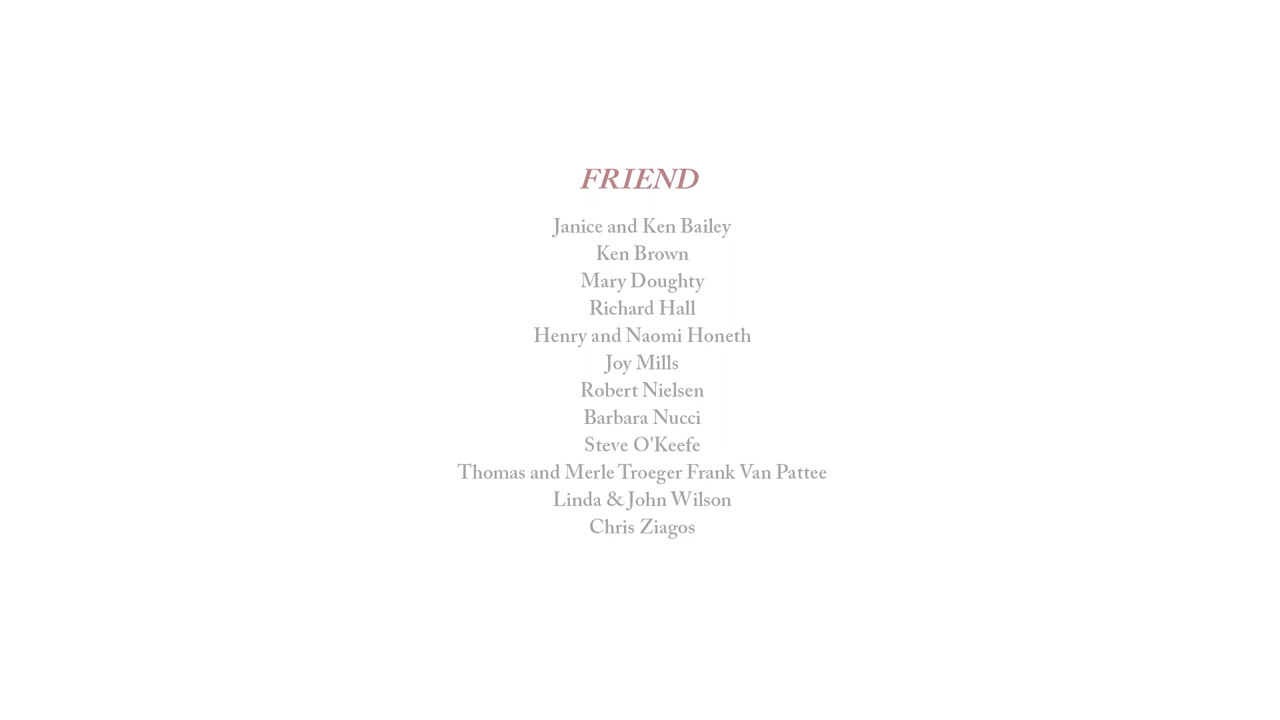 FRIEND
Janice and Ken Bailey
Ken Brown
Mary Doughty
Richard Hall
Henry and Naomi Honeth
Joy Mills
Robert Nielsen
Barbara Nucci
Steve O'Keefe
Thomas and Merle Troeger Frank Van Pattee
Linda & John Wilson
Chris Ziagos